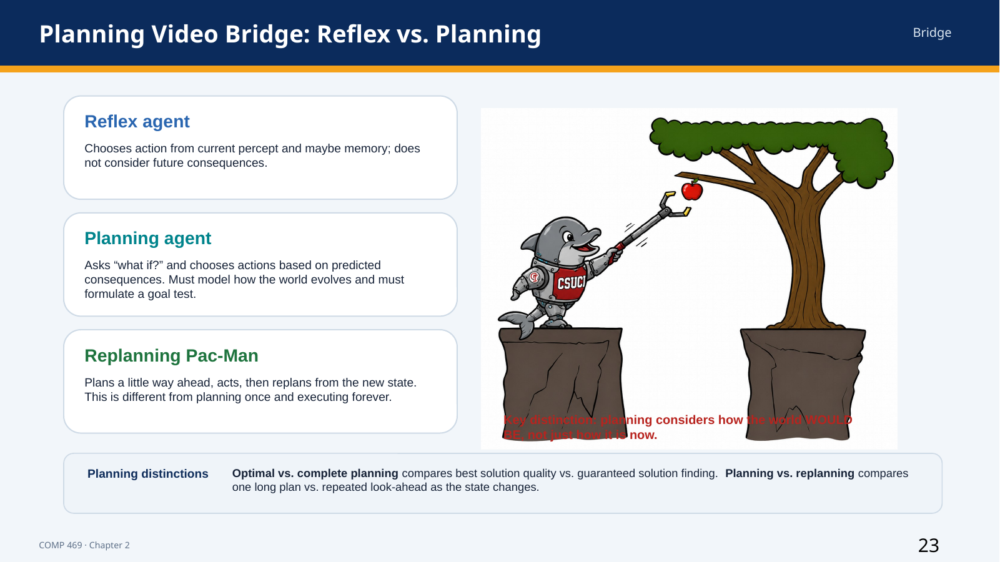 Planning Video Bridge: Reflex vs. Planning
Bridge
Reflex agent
Chooses action from current percept and maybe memory; does
not consider future consequences.
Planning agent
Asks “what if?” and chooses actions based on predicted
consequences. Must model how the world evolves and must
formulate a goal test.
Replanning Pac-Man
Plans a little way ahead, acts, then replans from the new state.
This is different from planning once and executing forever.
CSUCI
Key distinction: planning considers how the world WOULD
BE, not just how it is now.
Planning distinctions
Optimal vs. complete planning compares best solution quality vs. guaranteed solution finding. Planning vs. replanning compares
one long plan vs. repeated look-ahead as the state changes.
COMP 469 · Chapter 2
23